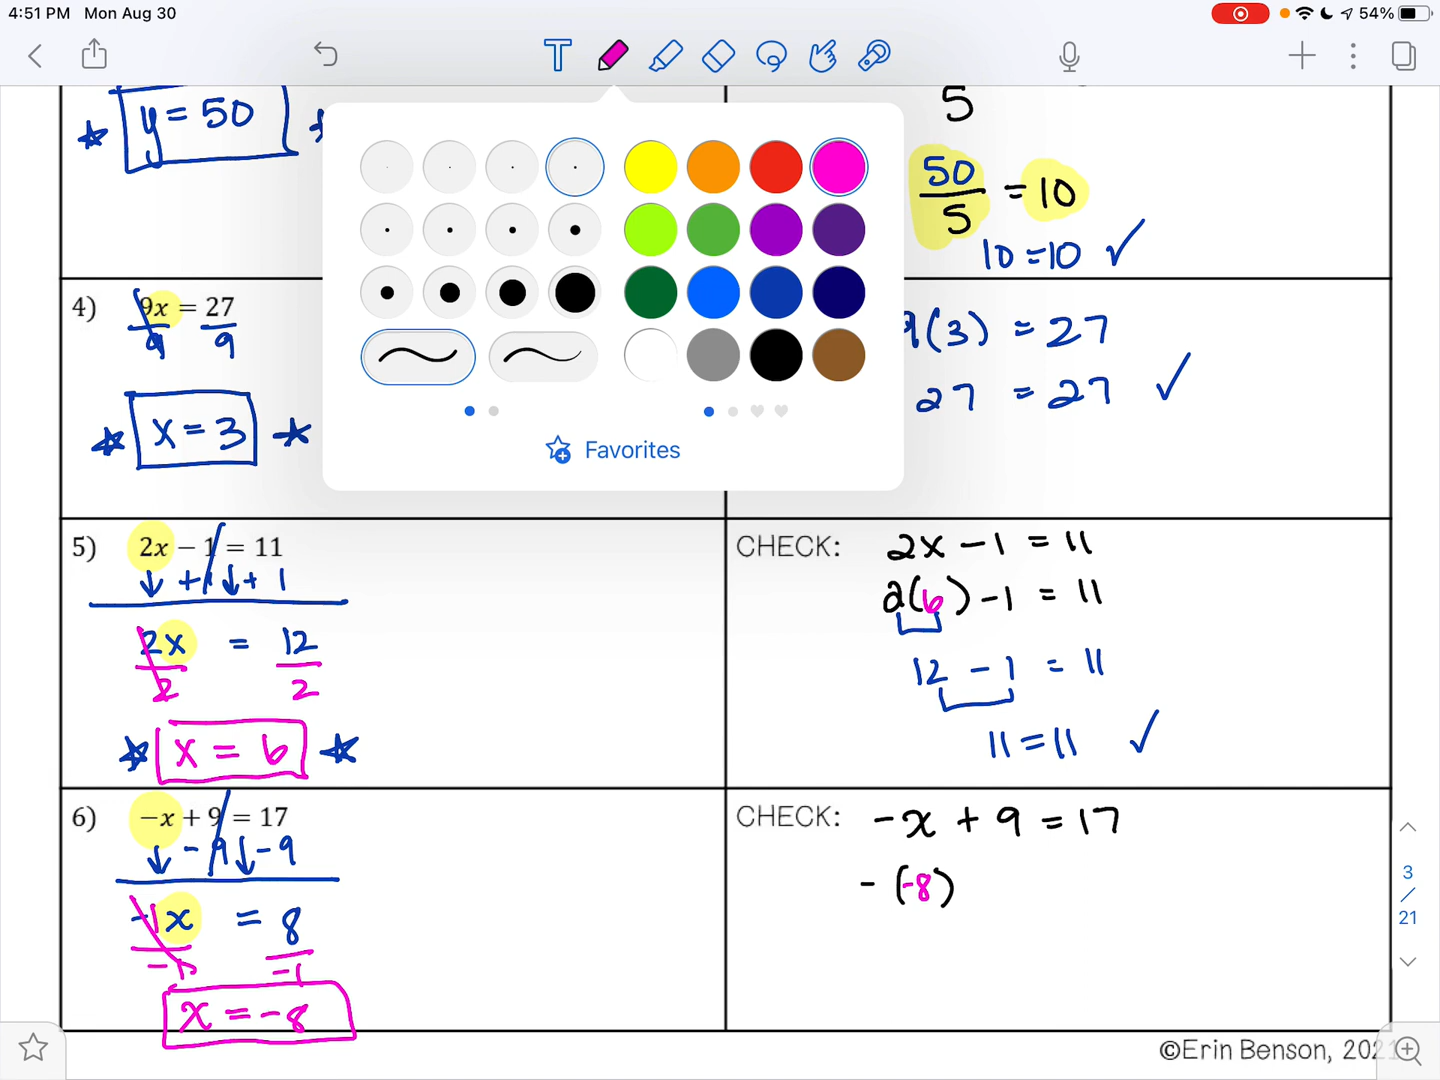 4:51 PM Mon Aug 30
54%
T
y = 50
5
50/5 = 10
10 = 10 ✓
Favorites
4) 9x = 27
9 9
x = 3
9(3) = 27
27 = 27 ✓
5) 2x − 1 = 11
+1 + 1
2x = 12
2 2
x = 6
CHECK: 2x − 1 = 11
2(6) − 1 = 11
12 − 1 = 11
11 = 11 ✓
6) −x + 9 = 17
− 9 − 9
−1x = 8
−1 −1
x = −8
CHECK: −x + 9 = 17
− (−8)
3
/
21
©Erin Benson, 202